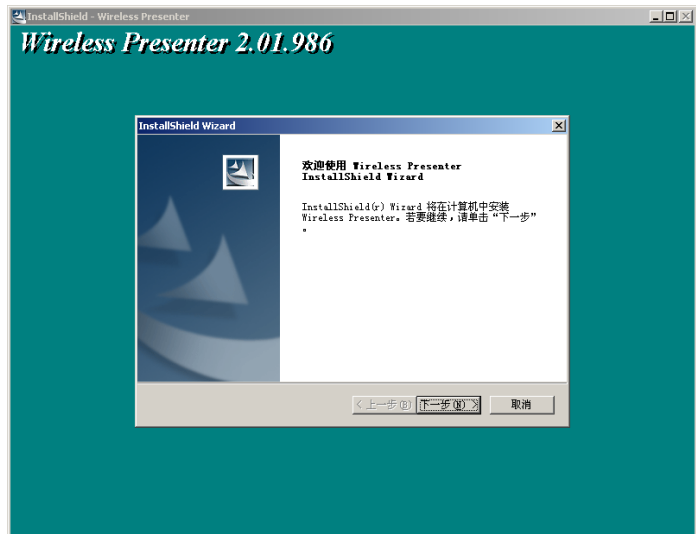 InstallShield - Wireless Presenter
Wireless Presenter 2.01.986
InstallShield Wizard
欢迎使用 Wireless Presenter
InstallShield Wizard
InstallShield(r) Wizard 将在计算机中安装
Wireless Presenter。若要继续，请单击“下一步”
。
< 上一步(B) 下一步(N) > 取消